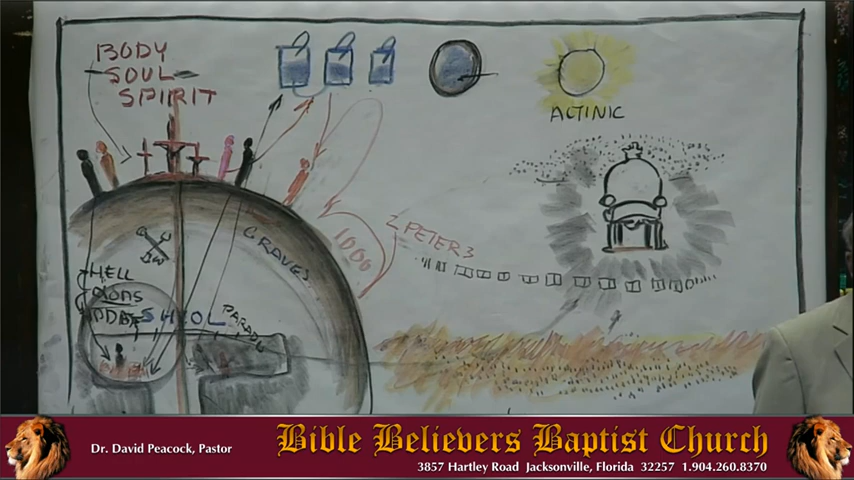 BODY
SOUL
SPIRIT
ACTINIC
2 PETER 3
1000
GRAVES
HELL
SHEOL
Dr. David Peacock, Pastor
Bible Believers Baptist Church
3857 Hartley Road Jacksonville, Florida 32257 1.904.260.8370